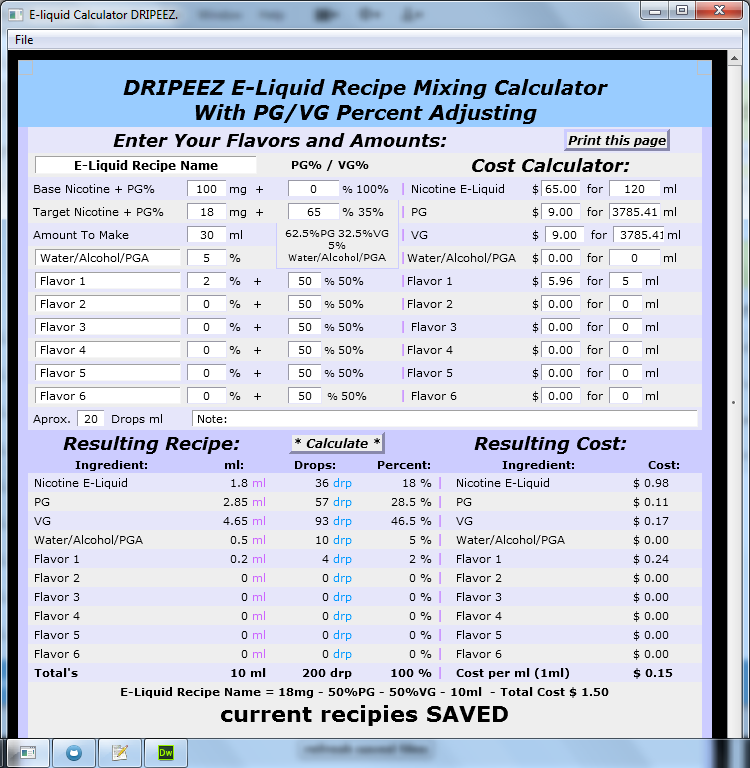 E-liquid Calculator DRIPEEZ.
File
DRIPEEZ E-Liquid Recipe Mixing Calculator
With PG/VG Percent Adjusting
Enter Your Flavors and Amounts: Print this page
E-Liquid Recipe Name PG% / VG% Cost Calculator:
Base Nicotine + PG% 100 mg + 0 % 100% | Nicotine E-Liquid $ 65.00 for 120 ml
Target Nicotine + PG% 18 mg + 65 % 35% | PG $ 9.00 for 3785.41 ml
Amount To Make 30 ml 62.5%PG 32.5%VG | VG $ 9.00 for 3785.41 ml
5%
Water/Alcohol/PGA 5 % Water/Alcohol/PGA | Water/Alcohol/PGA $ 0.00 for 0 ml
Flavor 1 2 % + 50 % 50% | Flavor 1 $ 5.96 for 5 ml
Flavor 2 0 % + 50 % 50% | Flavor 2 $ 0.00 for 0 ml
Flavor 3 0 % + 50 % 50% | Flavor 3 $ 0.00 for 0 ml
Flavor 4 0 % + 50 % 50% | Flavor 4 $ 0.00 for 0 ml
Flavor 5 0 % + 50 % 50% | Flavor 5 $ 0.00 for 0 ml
Flavor 6 0 % + 50 % 50% | Flavor 6 $ 0.00 for 0 ml
Aprox. 20 Drops ml Note:
Resulting Recipe: * Calculate * Resulting Cost:
Ingredient: ml: Drops: Percent: Ingredient: Cost:
Nicotine E-Liquid 1.8 ml 36 drp 18 % | Nicotine E-Liquid $ 0.98
PG 2.85 ml 57 drp 28.5 % | PG $ 0.11
VG 4.65 ml 93 drp 46.5 % | VG $ 0.17
Water/Alcohol/PGA 0.5 ml 10 drp 5 % | Water/Alcohol/PGA $ 0.00
Flavor 1 0.2 ml 4 drp 2 % | Flavor 1 $ 0.24
Flavor 2 0 ml 0 drp 0 % | Flavor 2 $ 0.00
Flavor 3 0 ml 0 drp 0 % | Flavor 3 $ 0.00
Flavor 4 0 ml 0 drp 0 % | Flavor 4 $ 0.00
Flavor 5 0 ml 0 drp 0 % | Flavor 5 $ 0.00
Flavor 6 0 ml 0 drp 0 % | Flavor 6 $ 0.00
Total's 10 ml 200 drp 100 % | Cost per ml (1ml) $ 0.15
E-Liquid Recipe Name = 18mg - 50%PG - 50%VG - 10ml - Total Cost $ 1.50
current recipies SAVED
Dw